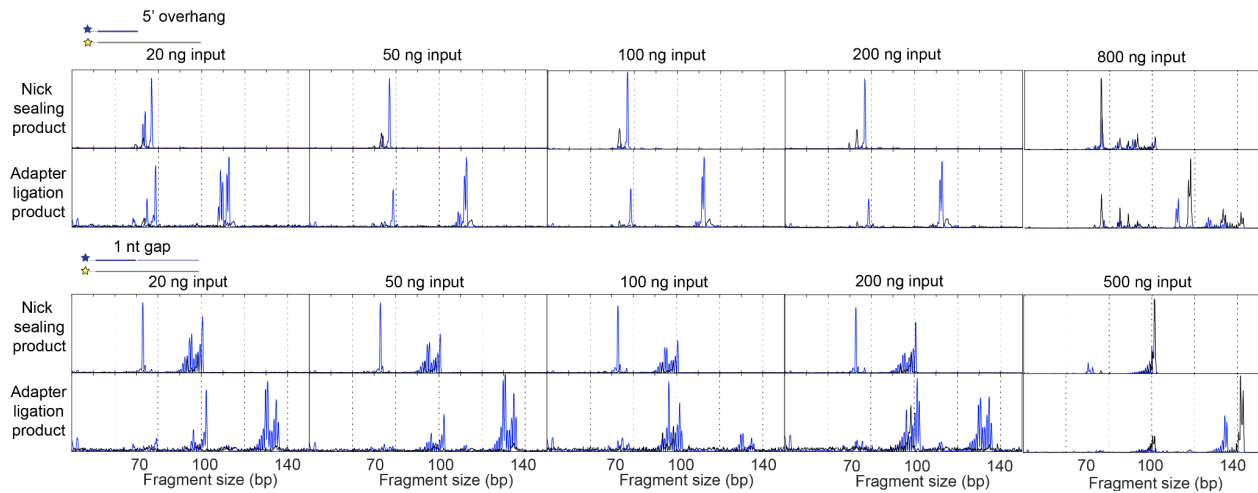 5' overhang
20 ng input 50 ng input 100 ng input 200 ng input 800 ng input
Nick
sealing
product
Adapter
ligation
product
1 nt gap
20 ng input 50 ng input 100 ng input 200 ng input 500 ng input
Nick
sealing
product
Adapter
ligation
product
70 100 140 70 100 140 70 100 140 70 100 140 70 100 140
Fragment size (bp) Fragment size (bp) Fragment size (bp) Fragment size (bp) Fragment size (bp)